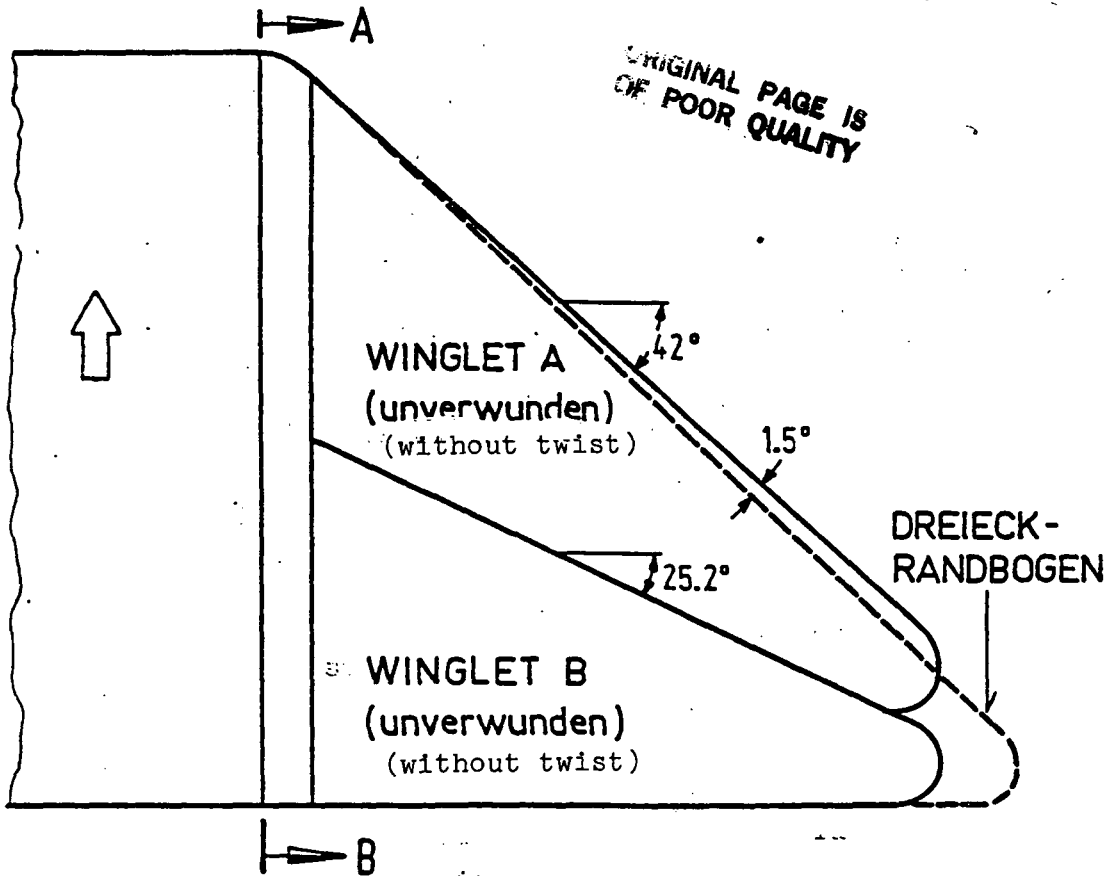 A
ORIGINAL PAGE IS
OF POOR QUALITY
42°
WINGLET A
(unverwunden)
(without twist)
1.5°
DREIECK-
RANDBOGEN
25.2°
WINGLET B
(unverwunden)
(without twist)
B